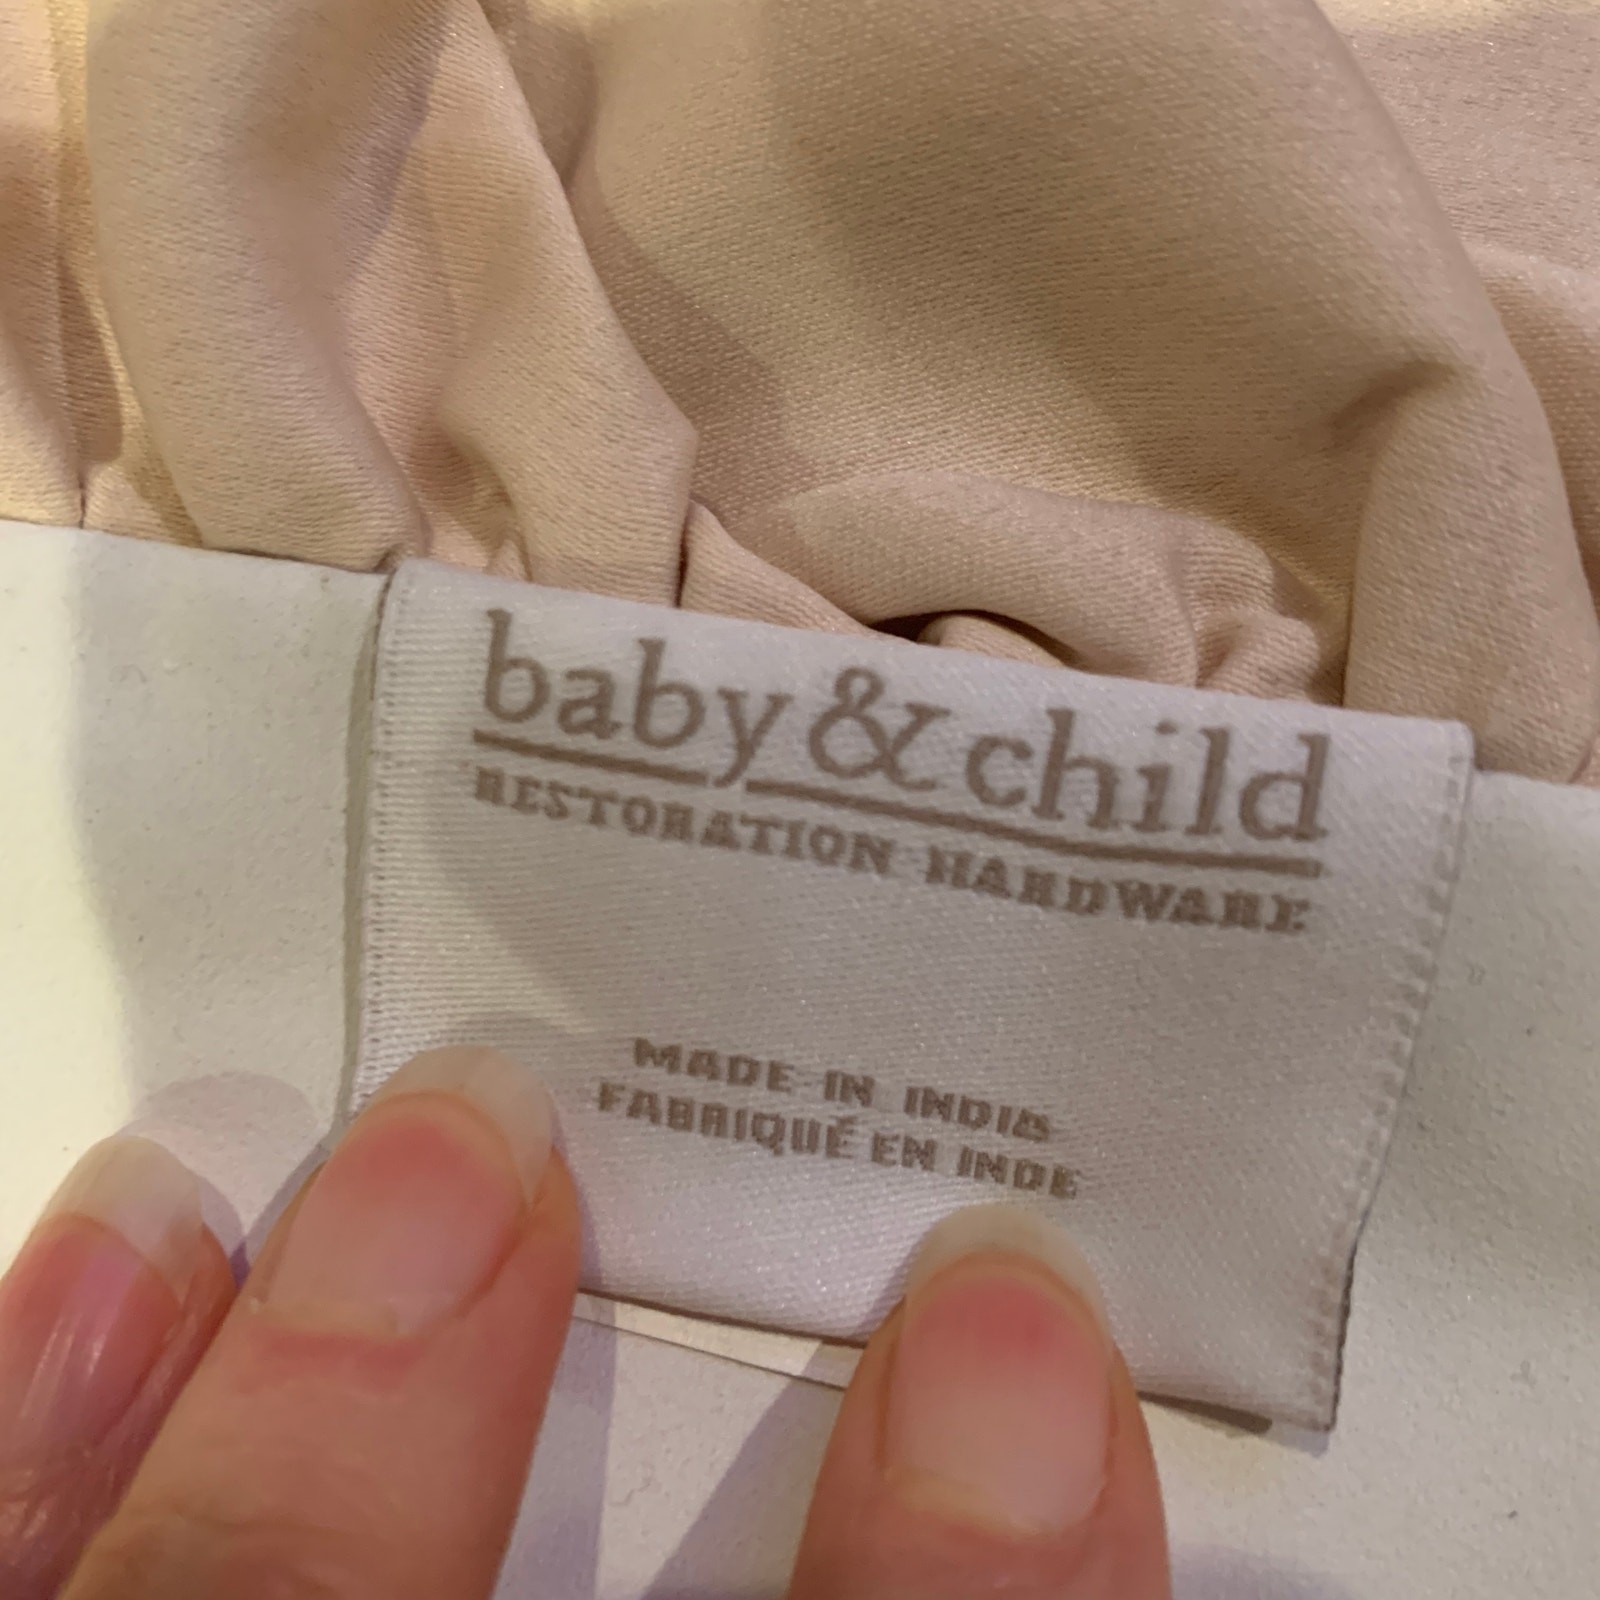 baby & child
RESTORATION HARDWARE
MADE IN INDIA
FABRIQUÉ EN INDE